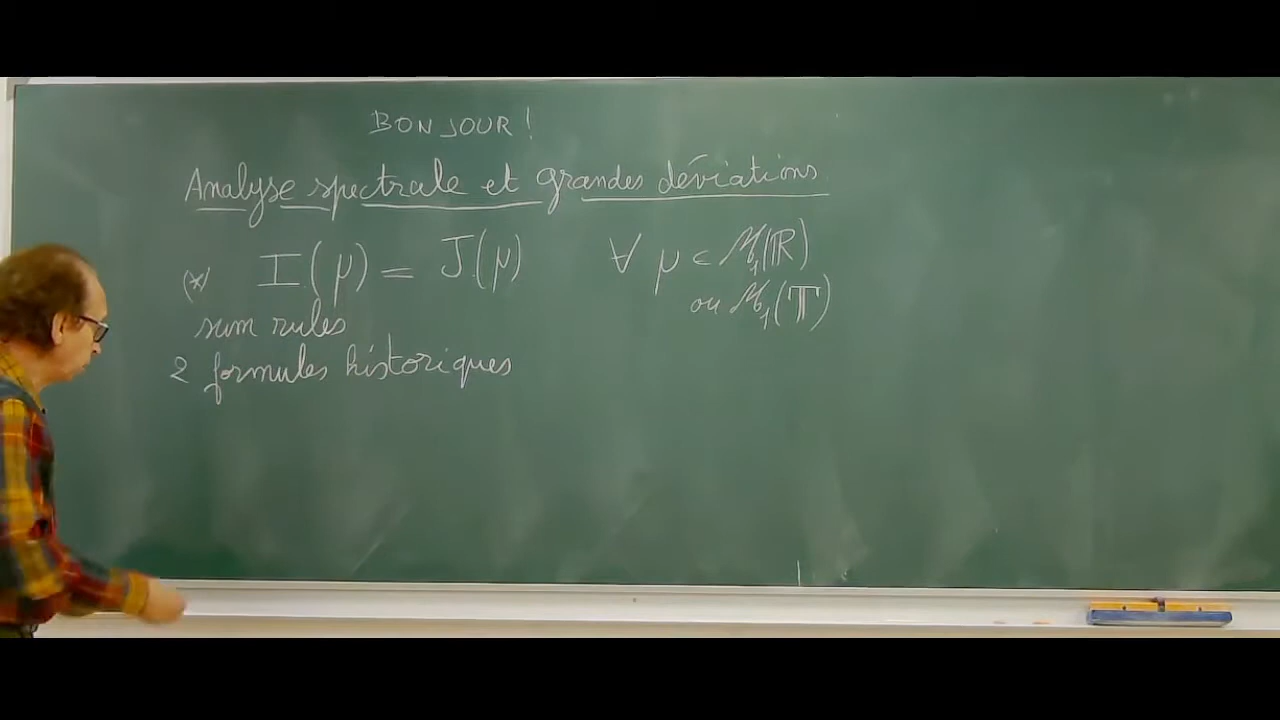 BONJOUR!
Analyse spectrale et grandes déviations
(*) I(μ) = J(μ) ∀ μ ∈ M₁(ℝ)
ou M₁(𝕋)
sum rules
2 formules historiques